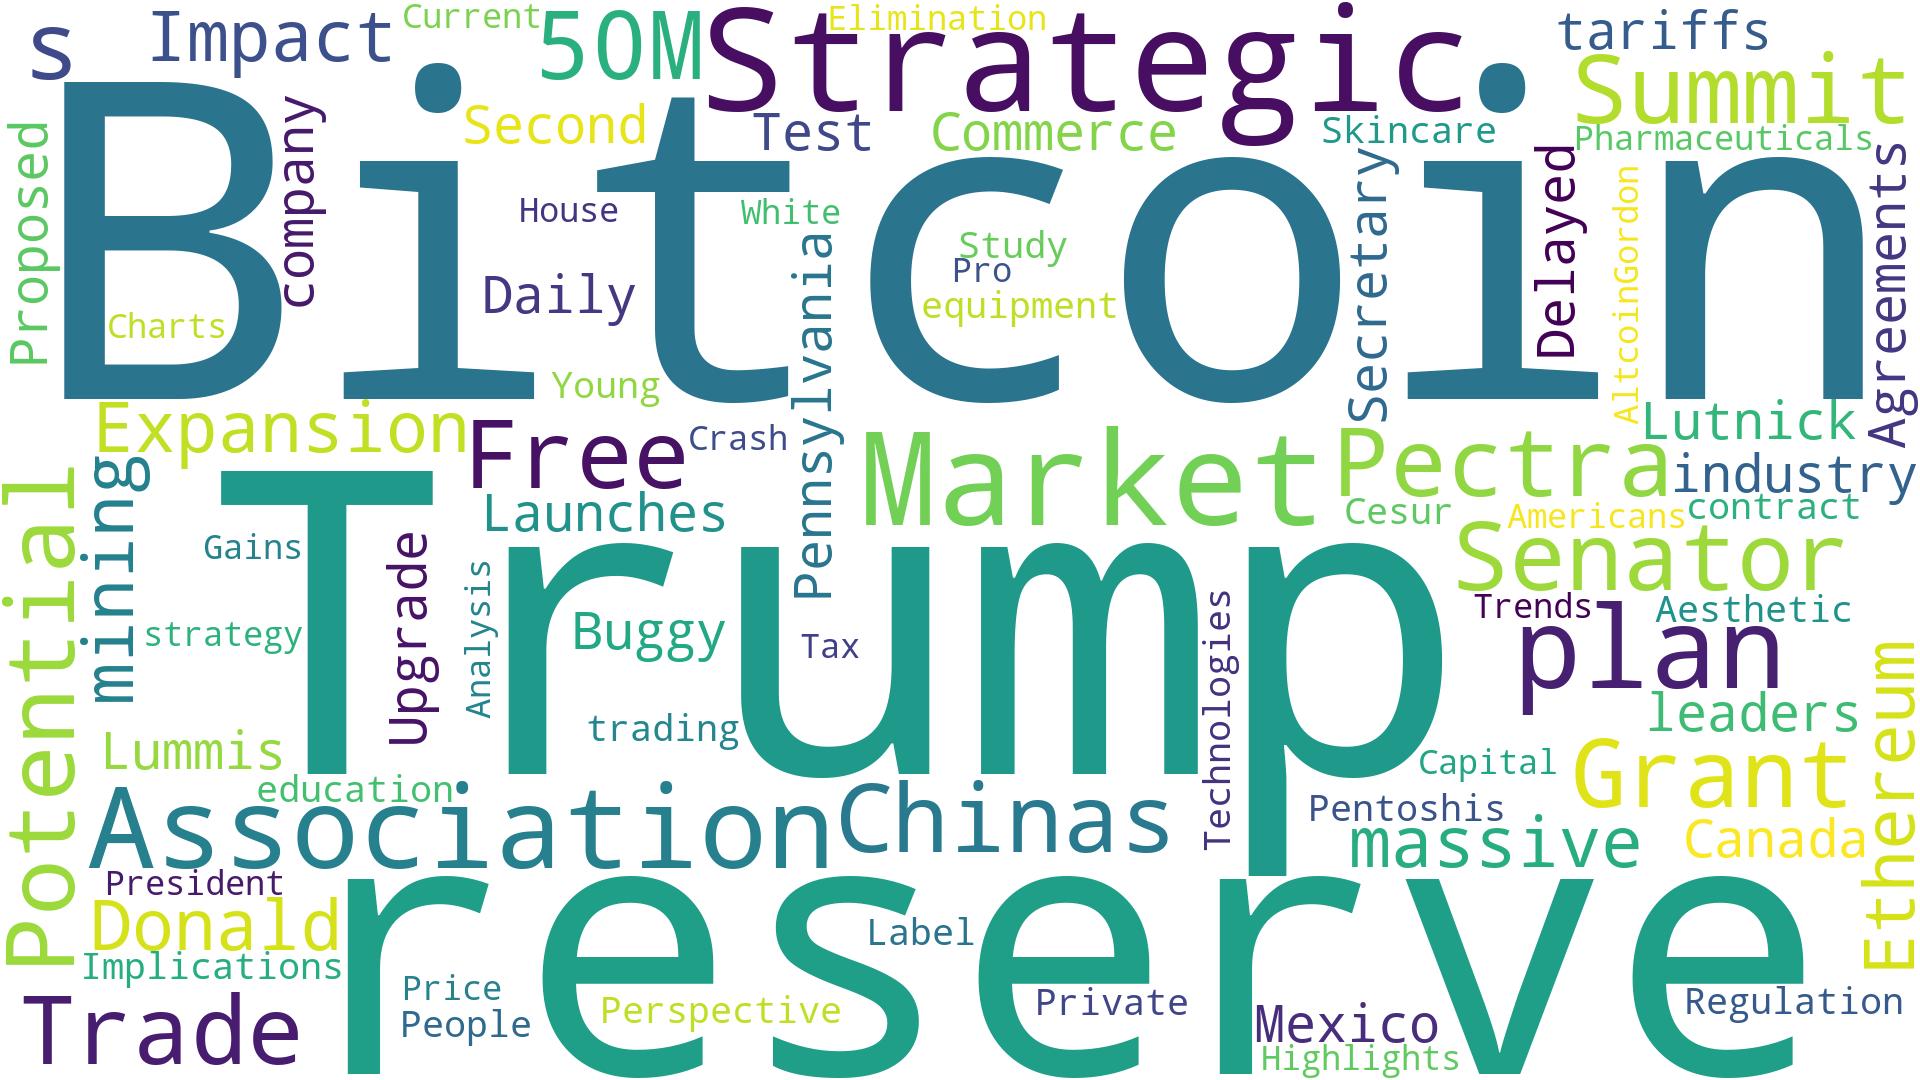 s
Impact
Current
50M
Strategic
Elimination
tariffs
Summit
Bitcoin
Proposed
company
Second
Test
Commerce
Skincare
Pharmaceuticals
House
White
Study
Pro
equipment
Daily
Charts
Young
Pennsylvania
Secretary
Delayed
AltcoinGordon
Agreements
Expansion
Free
Crash
Market
Pectra
Lutnick
industry
Potential
mining
Launches
Cesur
Americans
contract
Senator
Gains
Trump
Upgrade
Analysis
Buggy
Tax
strategy
trading
Technologies
Trends
Aesthetic
plan
leaders
Ethereum
Lummis
education
Association
Chinas
Capital
Grant
Pentoshis
massive
Canada
President
Donald
Implications
reserve
Label
Trade
Price
People
Perspective
Private
Mexico
Highlights
Regulation